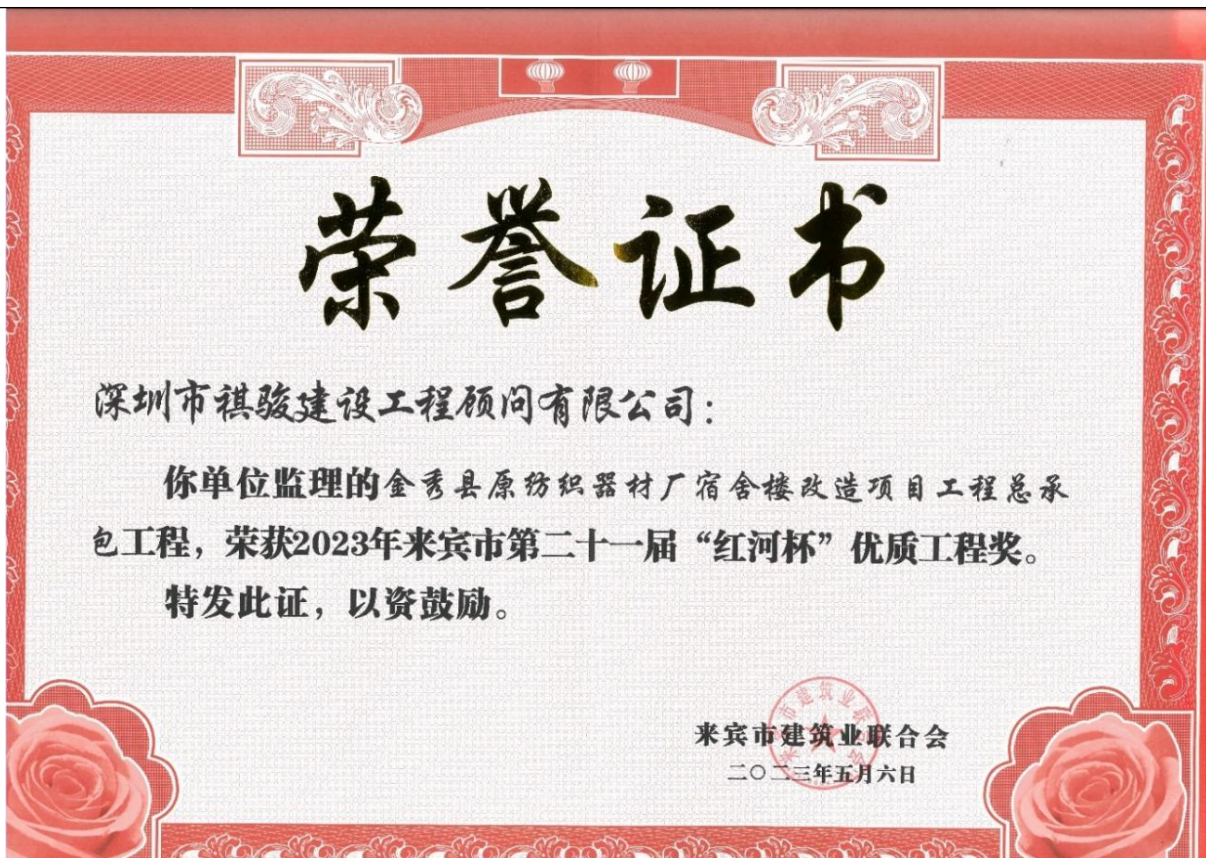 荣誉证书
深圳市祺骏建设工程顾问有限公司：
你单位监理的金秀县原纺织器材厂宿舍楼改造项目工程总承
包工程，荣获2023年来宾市第二十一届“红河杯”优质工程奖。
特发此证，以资鼓励。
来宾市建筑业联合会
二〇二三年五月六日